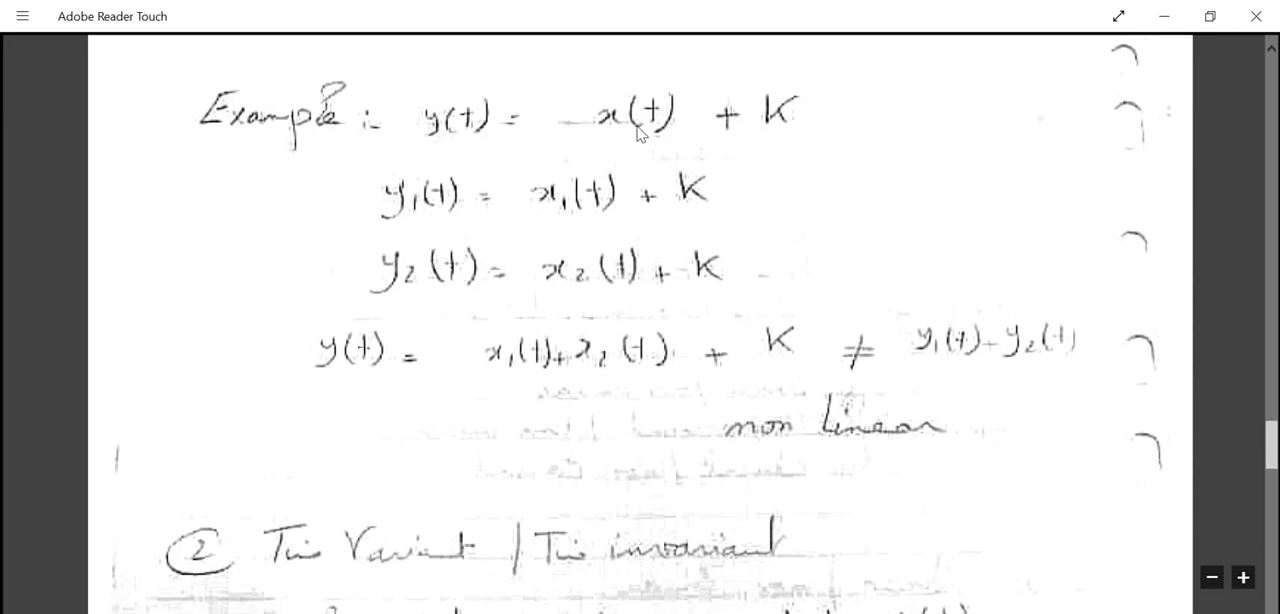 Adobe Reader Touch
Example :- y(t) = x(t) + K
y₁(t) = x₁(t) + K
y₂(t) = x₂(t) + K
y(t) = x₁(t) + x₂(t) + K ≠ y₁(t) + y₂(t)
non linear
② Time Variant / Time invariant